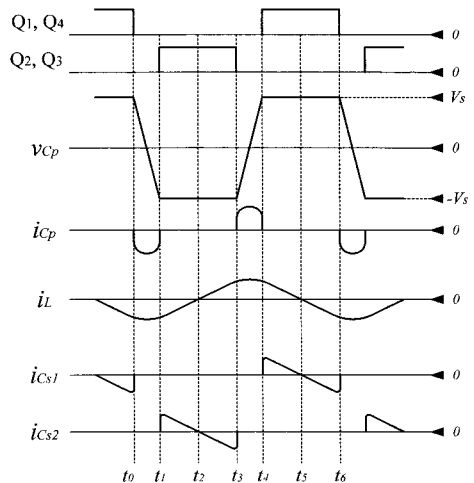 Q1, Q4 0
Q2, Q3 0
Vs
vCp 0
-Vs
iCp 0
iL 0
iCs1 0
iCs2 0
t0 t1 t2 t3 t4 t5 t6